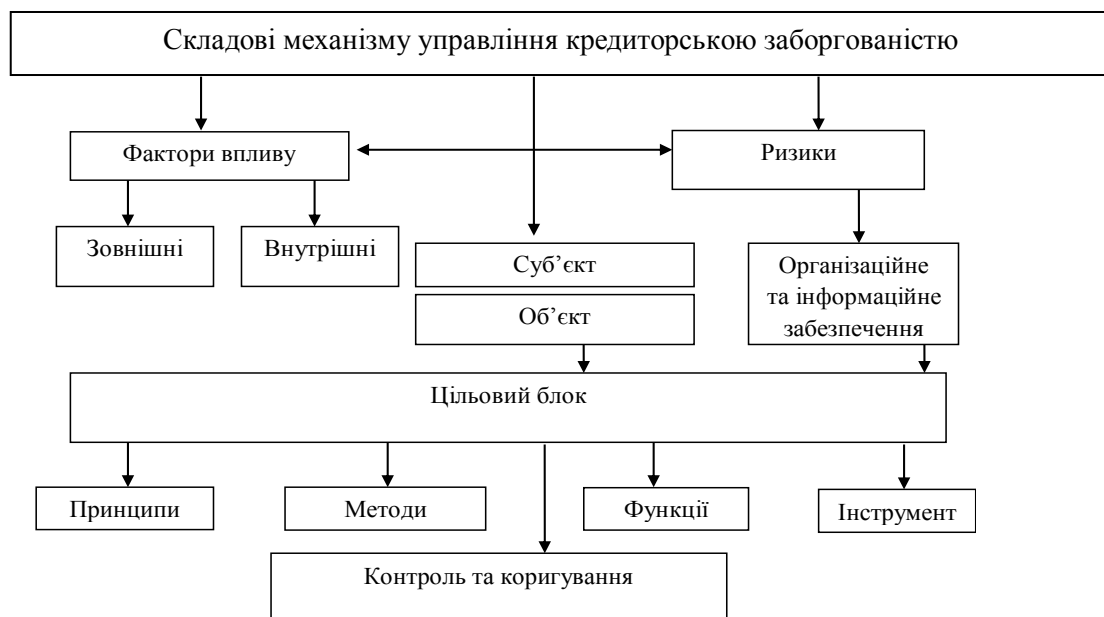 Складові механізму управління кредиторською заборгованістю
Фактори впливу
Ризики
Зовнішні
Внутрішні
Суб’єкт
Об’єкт
Організаційне
та інформаційне
забезпечення
Цільовий блок
Принципи
Методи
Функції
Інструмент
Контроль та коригування